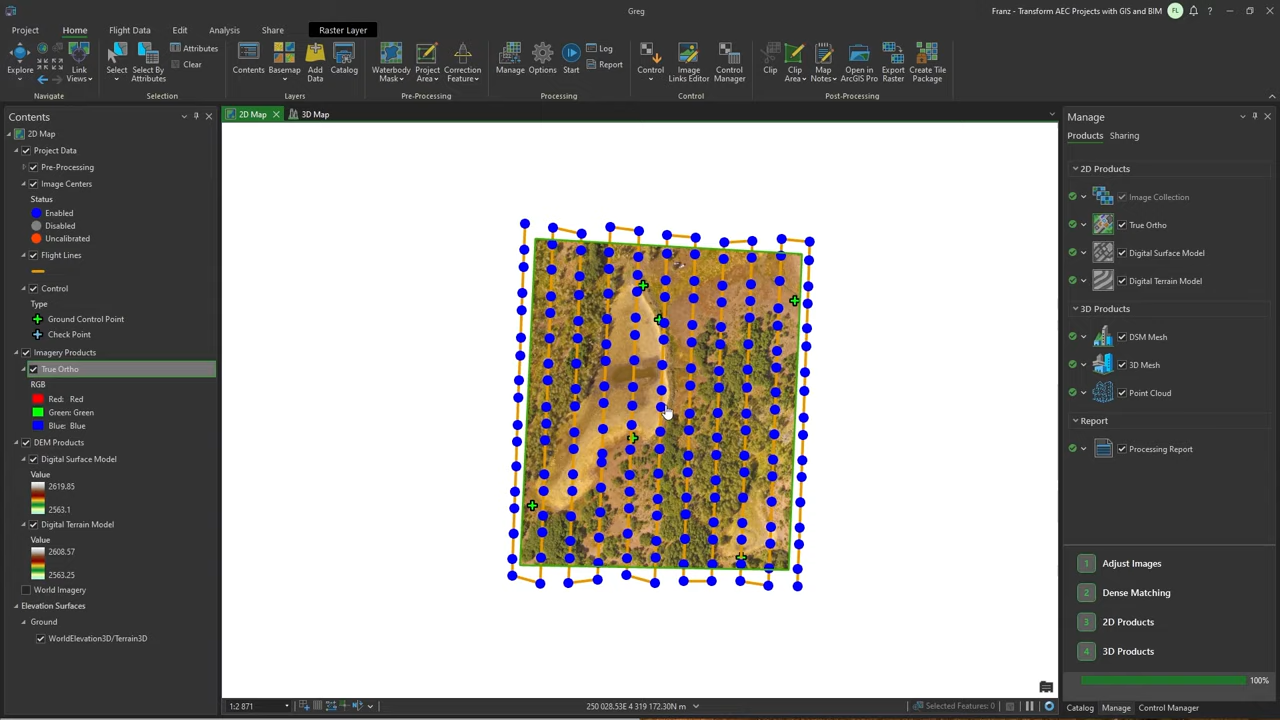 Greg
Franz - Transform AEC Projects with GIS and BIM
FL
Project
Home
Flight Data
Edit
Analysis
Share
Raster Layer
Explore
Link Views
Navigate
Select
Select By Attributes
Attributes
Clear
Selection
Contents
Basemap
Add Data
Catalog
Layers
Waterbody Mask
Project Area
Correction Feature
Pre-Processing
Manage
Options
Start
Log
Report
Processing
Control
Image Links Editor
Control Manager
Control
Clip
Clip Area
Map Notes
Open in ArcGIS Pro
Export Raster
Create Tile Package
Post-Processing
Contents
2D Map
Project Data
Pre-Processing
Image Centers
Status
Enabled
Disabled
Uncalibrated
Flight Lines
Control
Type
Ground Control Point
Check Point
Imagery Products
True Ortho
RGB
Red: Red
Green: Green
Blue: Blue
DEM Products
Digital Surface Model
Value
2619.85
2563.1
Digital Terrain Model
Value
2608.57
2563.25
World Imagery
Elevation Surfaces
Ground
WorldElevation3D/Terrain3D
2D Map
3D Map
1:2 871
250 028.53E 4 319 172.30N m
Selected Features: 0
Manage
Products
Sharing
2D Products
Image Collection
True Ortho
Digital Surface Model
Digital Terrain Model
3D Products
DSM Mesh
3D Mesh
Point Cloud
Report
Processing Report
1 Adjust Images
2 Dense Matching
3 2D Products
4 3D Products
100%
Catalog
Manage
Control Manager